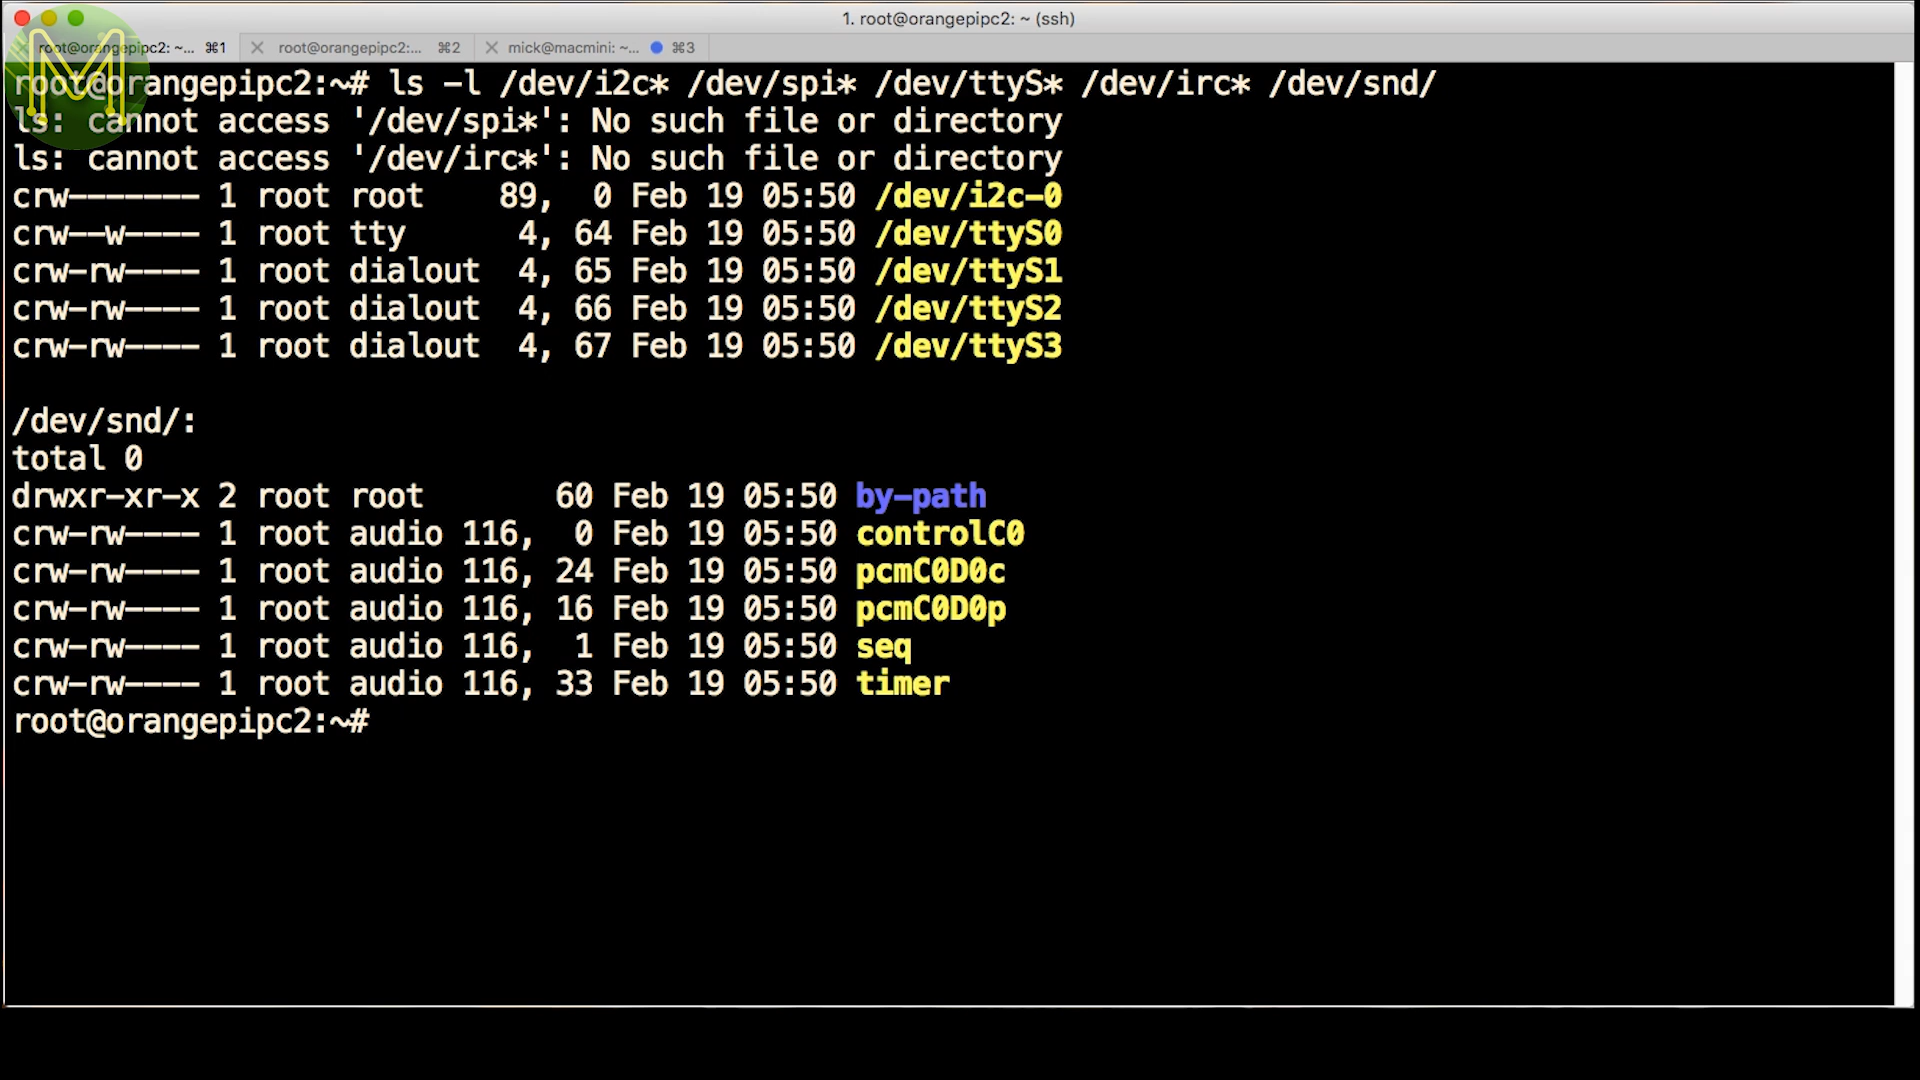 1. root@orangepipc2: ~ (ssh)
root@orangepipc2: ~... ⌘1 root@orangepipc2:... ⌘2 mick@macmini: ~... ⌘3
M
root@orangepipc2:~# ls -l /dev/i2c* /dev/spi* /dev/ttyS* /dev/irc* /dev/snd/
ls: cannot access '/dev/spi*': No such file or directory
ls: cannot access '/dev/irc*': No such file or directory
crw------- 1 root root    89,  0 Feb 19 05:50 /dev/i2c-0
crw--w---- 1 root tty      4, 64 Feb 19 05:50 /dev/ttyS0
crw-rw---- 1 root dialout  4, 65 Feb 19 05:50 /dev/ttyS1
crw-rw---- 1 root dialout  4, 66 Feb 19 05:50 /dev/ttyS2
crw-rw---- 1 root dialout  4, 67 Feb 19 05:50 /dev/ttyS3
/dev/snd/:
total 0
drwxr-xr-x 2 root root       60 Feb 19 05:50 by-path
crw-rw---- 1 root audio 116,  0 Feb 19 05:50 controlC0
crw-rw---- 1 root audio 116, 24 Feb 19 05:50 pcmC0D0c
crw-rw---- 1 root audio 116, 16 Feb 19 05:50 pcmC0D0p
crw-rw---- 1 root audio 116,  1 Feb 19 05:50 seq
crw-rw---- 1 root audio 116, 33 Feb 19 05:50 timer
root@orangepipc2:~#